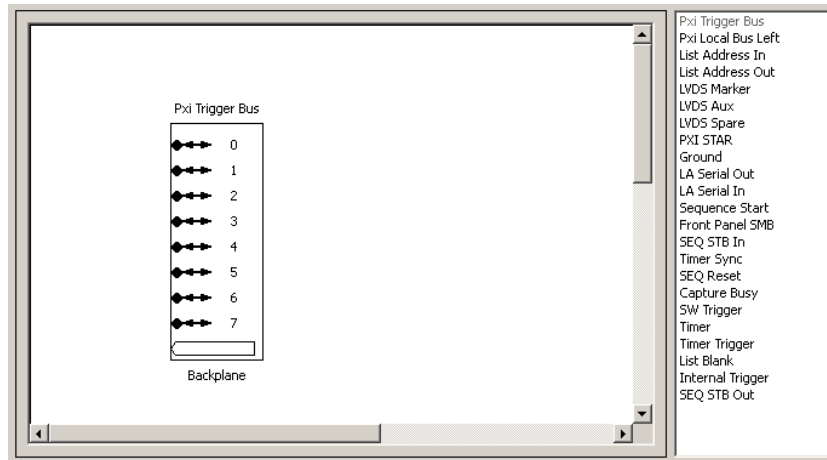 Pxi Trigger Bus
0
1
2
3
4
5
6
7
Backplane
Pxi Trigger Bus
Pxi Local Bus Left
List Address In
List Address Out
LVDS Marker
LVDS Aux
LVDS Spare
PXI STAR
Ground
LA Serial Out
LA Serial In
Sequence Start
Front Panel SMB
SEQ STB In
Timer Sync
SEQ Reset
Capture Busy
SW Trigger
Timer
Timer Trigger
List Blank
Internal Trigger
SEQ STB Out